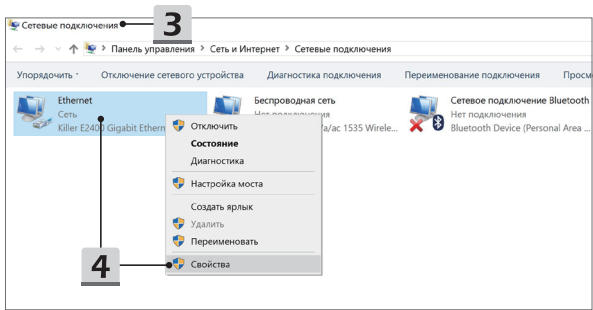 Сетевые подключения
3
Панель управления > Сеть и Интернет > Сетевые подключения
Упорядочить
Отключение сетевого устройства
Диагностика подключения
Переименование подключения
Просм
Ethernet
Сеть
Killer E2400 Gigabit Ethern
Беспроводная сеть
Нет подключения
/a/ac 1535 Wirele...
Сетевое подключение Bluetooth
Нет подключения
Bluetooth Device (Personal Area ...
Отключить
Состояние
Диагностика
Настройка моста
Создать ярлык
Удалить
Переименовать
Свойства
4